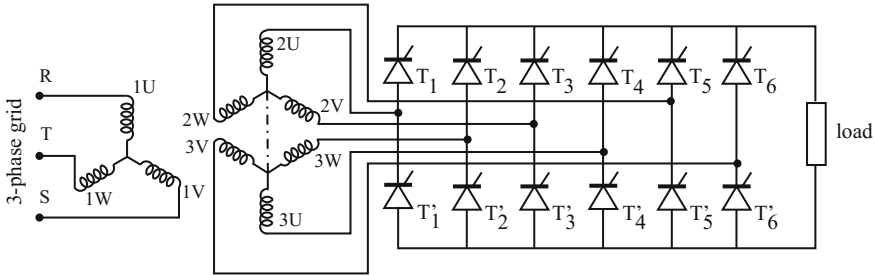 3-phase grid
R
T
S
1U
1W
1V
2U
2W
2V
3V
3W
3U
T1
T2
T3
T4
T5
T6
T'1
T'2
T'3
T'4
T'5
T'6
load